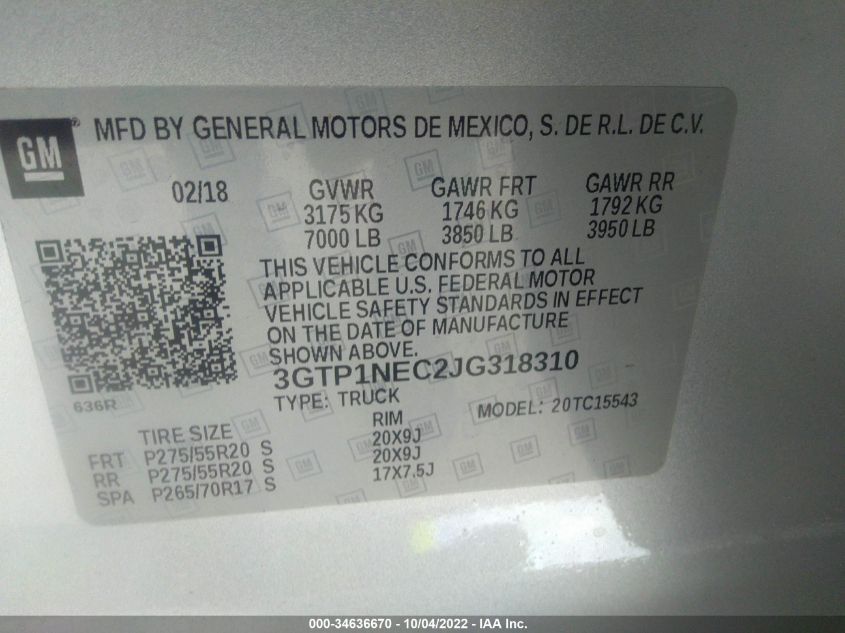 GM®
MFD BY GENERAL MOTORS DE MEXICO, S. DE R.L. DE C.V.
02/18 GVWR GAWR FRT GAWR RR
3175 KG 1746 KG 1792 KG
7000 LB 3850 LB 3950 LB
THIS VEHICLE CONFORMS TO ALL
APPLICABLE U.S. FEDERAL MOTOR
VEHICLE SAFETY STANDARDS IN EFFECT
ON THE DATE OF MANUFACTURE
SHOWN ABOVE.
3GTP1NEC2JG318310
636R
TYPE: TRUCK MODEL: 20TC15543
TIRE SIZE RIM
FRT P275/55R20 S 20X9J
RR P275/55R20 S 20X9J
SPA P265/70R17 S 17X7.5J
000-34636670 - 10/04/2022 - IAA Inc.